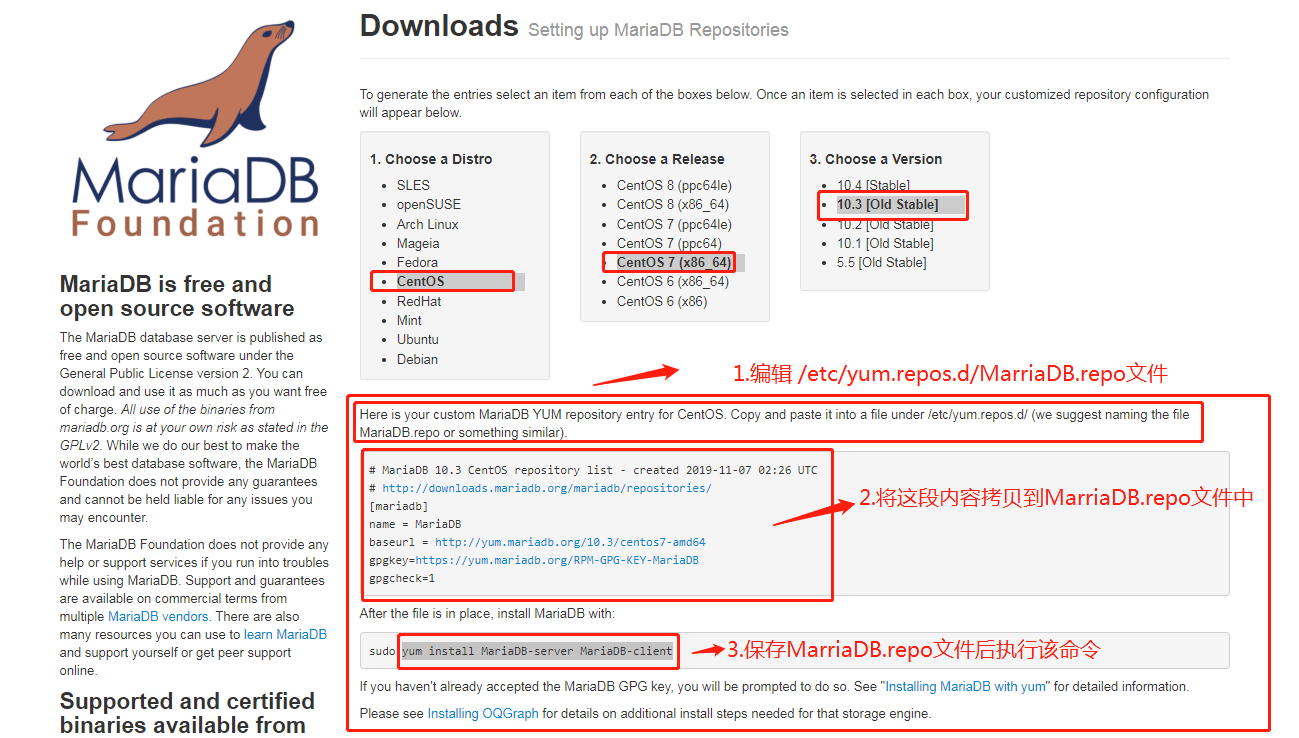 MariaDB
Foundation
MariaDB is free and
open source software
The MariaDB database server is published as
free and open source software under the
General Public License version 2. You can
download and use it as much as you want free
of charge. All use of the binaries from
mariadb.org is at your own risk as stated in the
GPLv2. While we do our best to make the
world's best database software, the MariaDB
Foundation does not provide any guarantees
and cannot be held liable for any issues you
may encounter.
The MariaDB Foundation does not provide any
help or support services if you run into troubles
while using MariaDB. Support and guarantees
are available on commercial terms from
multiple MariaDB vendors. There are also
many resources you can use to learn MariaDB
and support yourself or get peer support
online.
Supported and certified
binaries available from
Downloads Setting up MariaDB Repositories
To generate the entries select an item from each of the boxes below. Once an item is selected in each box, your customized repository configuration
will appear below.
1. Choose a Distro
SLES
openSUSE
Arch Linux
Mageia
Fedora
CentOS
RedHat
Mint
Ubuntu
Debian
2. Choose a Release
CentOS 8 (ppc64le)
CentOS 8 (x86_64)
CentOS 7 (ppc64le)
CentOS 7 (ppc64)
CentOS 7 (x86_64)
CentOS 6 (x86_64)
CentOS 6 (x86)
3. Choose a Version
10.4 [Stable]
10.3 [Old Stable]
10.2 [Old Stable]
10.1 [Old Stable]
5.5 [Old Stable]
1.编辑 /etc/yum.repos.d/MarriaDB.repo文件
Here is your custom MariaDB YUM repository entry for CentOS. Copy and paste it into a file under /etc/yum.repos.d/ (we suggest naming the file
MariaDB.repo or something similar).
# MariaDB 10.3 CentOS repository list - created 2019-11-07 02:26 UTC
# http://downloads.mariadb.org/mariadb/repositories/
[mariadb]
name = MariaDB
baseurl = http://yum.mariadb.org/10.3/centos7-amd64
gpgkey=https://yum.mariadb.org/RPM-GPG-KEY-MariaDB
gpgcheck=1
2.将这段内容拷贝到MarriaDB.repo文件中
After the file is in place, install MariaDB with:
sudo yum install MariaDB-server MariaDB-client
3.保存MarriaDB.repo文件后执行该命令
If you haven't already accepted the MariaDB GPG key, you will be prompted to do so. See "Installing MariaDB with yum" for detailed information.
Please see Installing OQGraph for details on additional install steps needed for that storage engine.